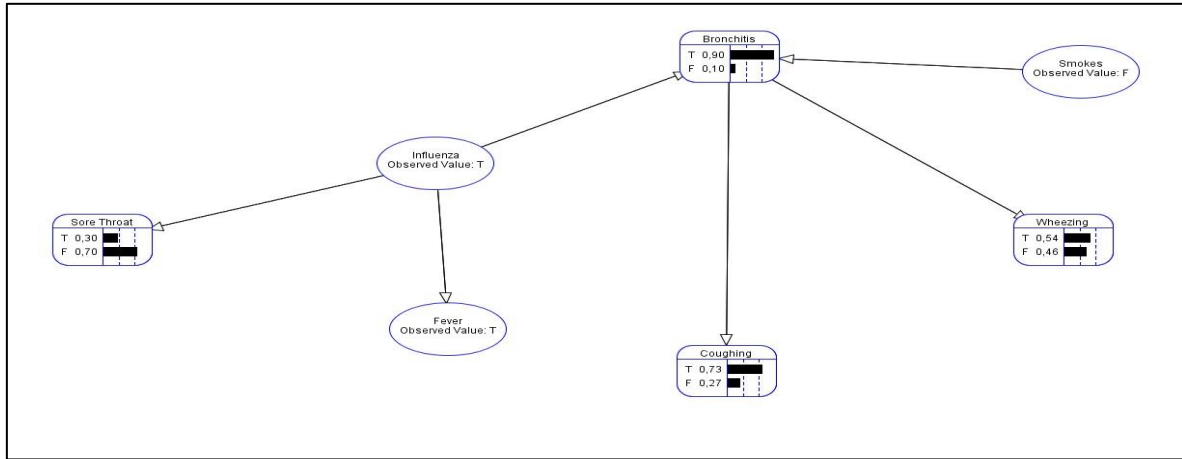 Bronchitis
T 0,90
F 0,10
Smokes
Observed Value: F
Influenza
Observed Value: T
Sore Throat
T 0,30
F 0,70
Wheezing
T 0,54
F 0,46
Fever
Observed Value: T
Coughing
T 0,73
F 0,27